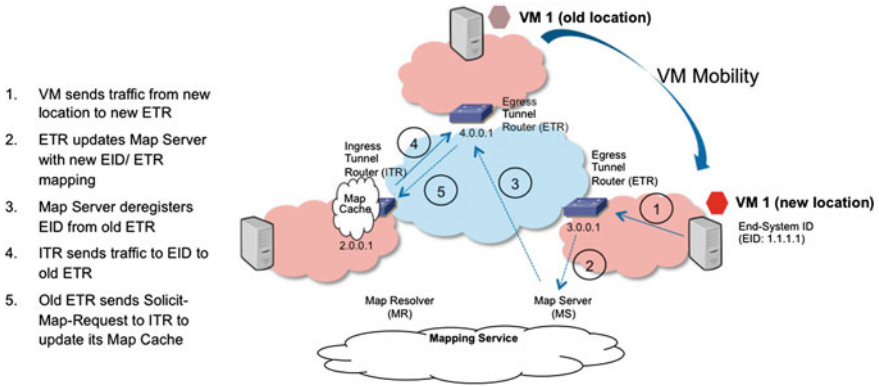 VM 1 (old location)
VM Mobility
1. VM sends traffic from new
location to new ETR
2. ETR updates Map Server
with new EID/ ETR
mapping
3. Map Server deregisters
EID from old ETR
4. ITR sends traffic to EID to
old ETR
5. Old ETR sends Solicit-
Map-Request to ITR to
update its Map Cache
Egress
Tunnel
Router (ETR)
4.0.0.1
Ingress
Tunnel
Router (ITR)
4
5
3
Map
Cache
2.0.0.1
Egress
Tunnel
Router (ETR)
3.0.0.1
1
2
VM 1 (new location)
End-System ID
(EID: 1.1.1.1)
Map Resolver
(MR)
Map Server
(MS)
Mapping Service